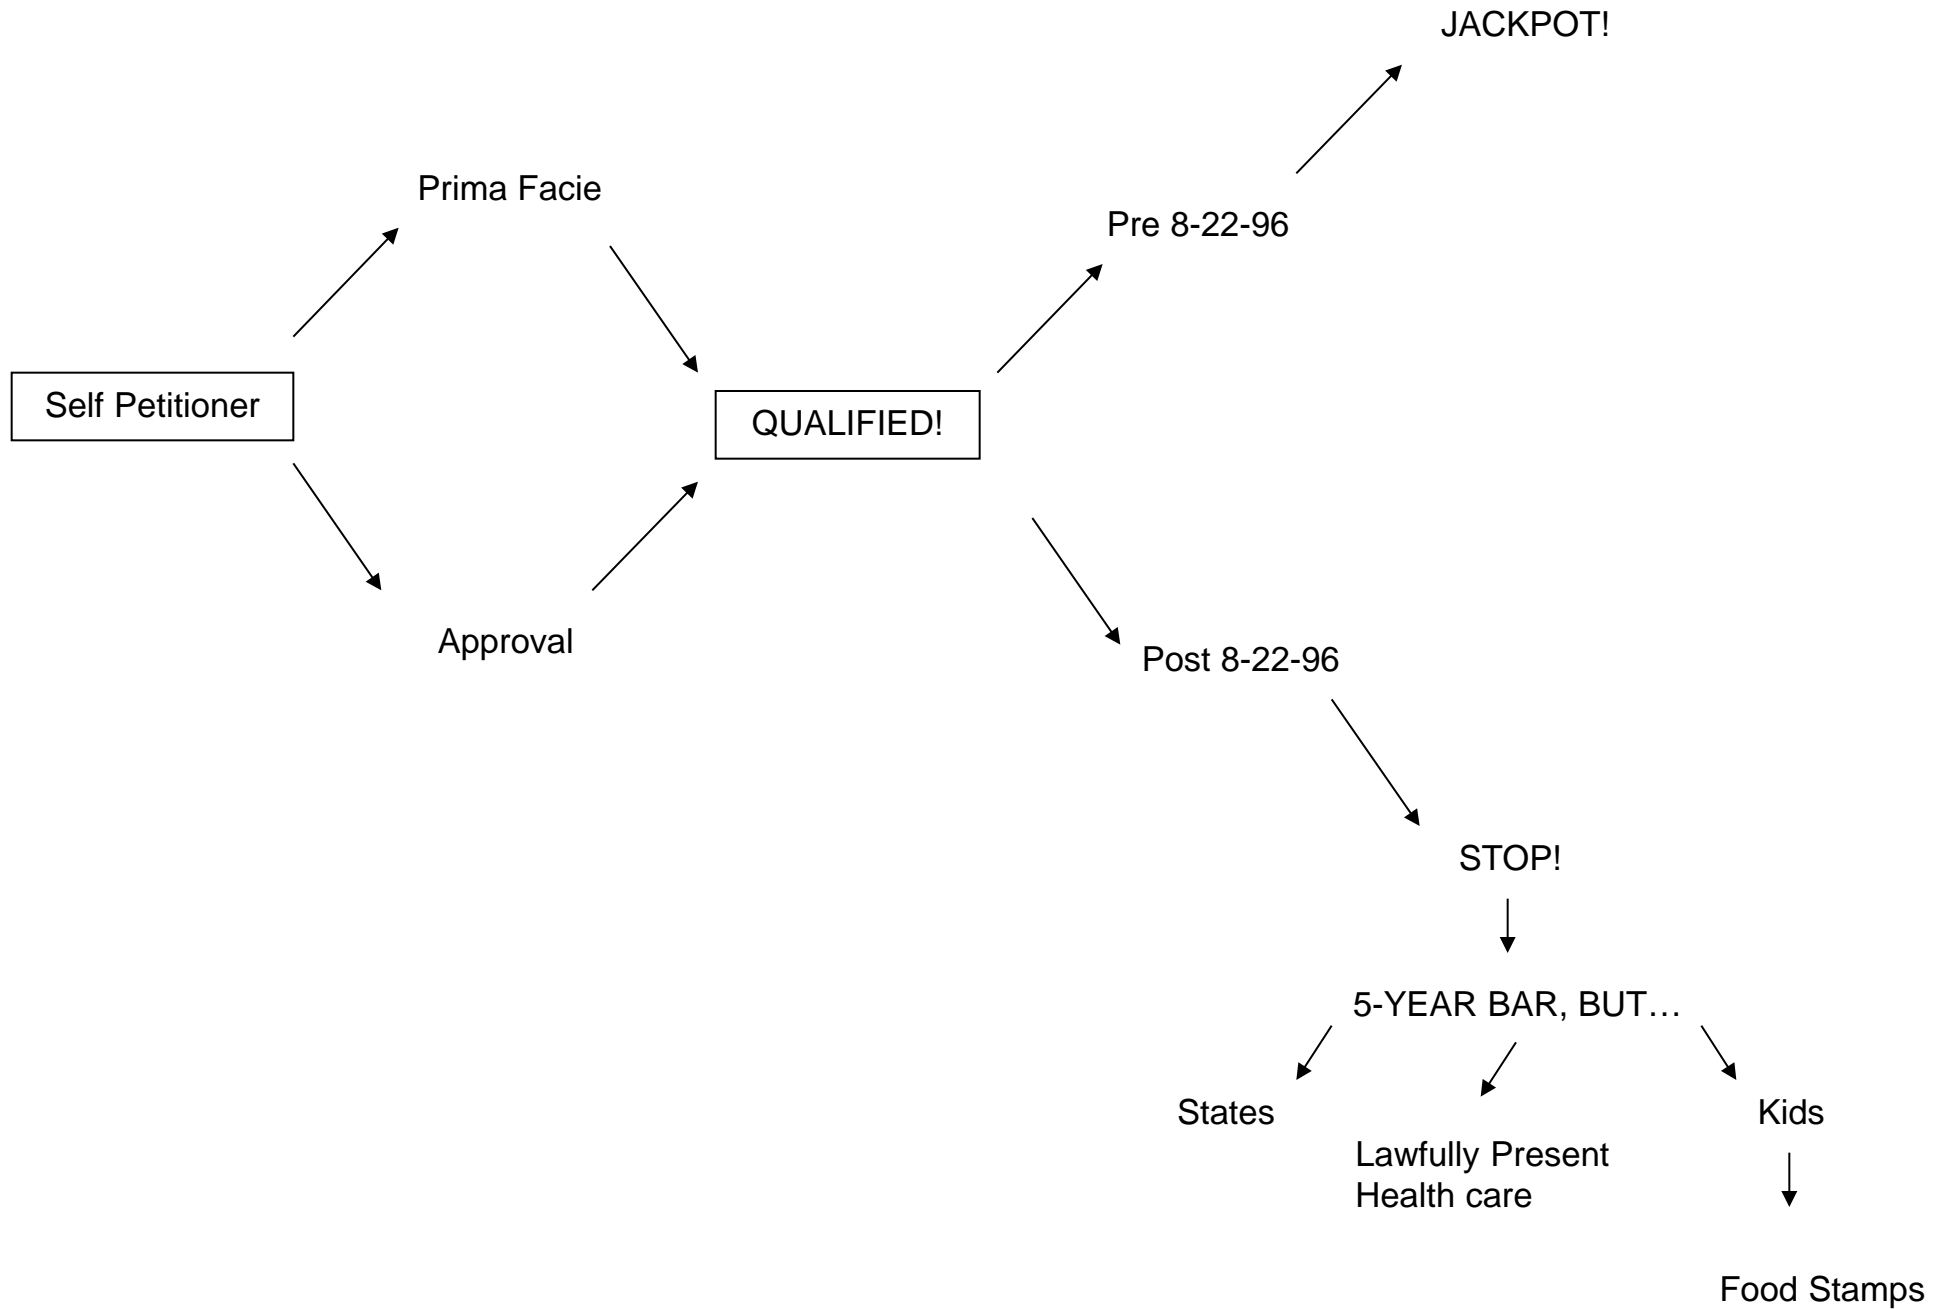 JACKPOT!
Prima Facie
Pre 8-22-96
Self Petitioner
QUALIFIED!
Approval
Post 8-22-96
STOP!
5-YEAR BAR, BUT…
States
Kids
Lawfully Present
Health care
Food Stamps